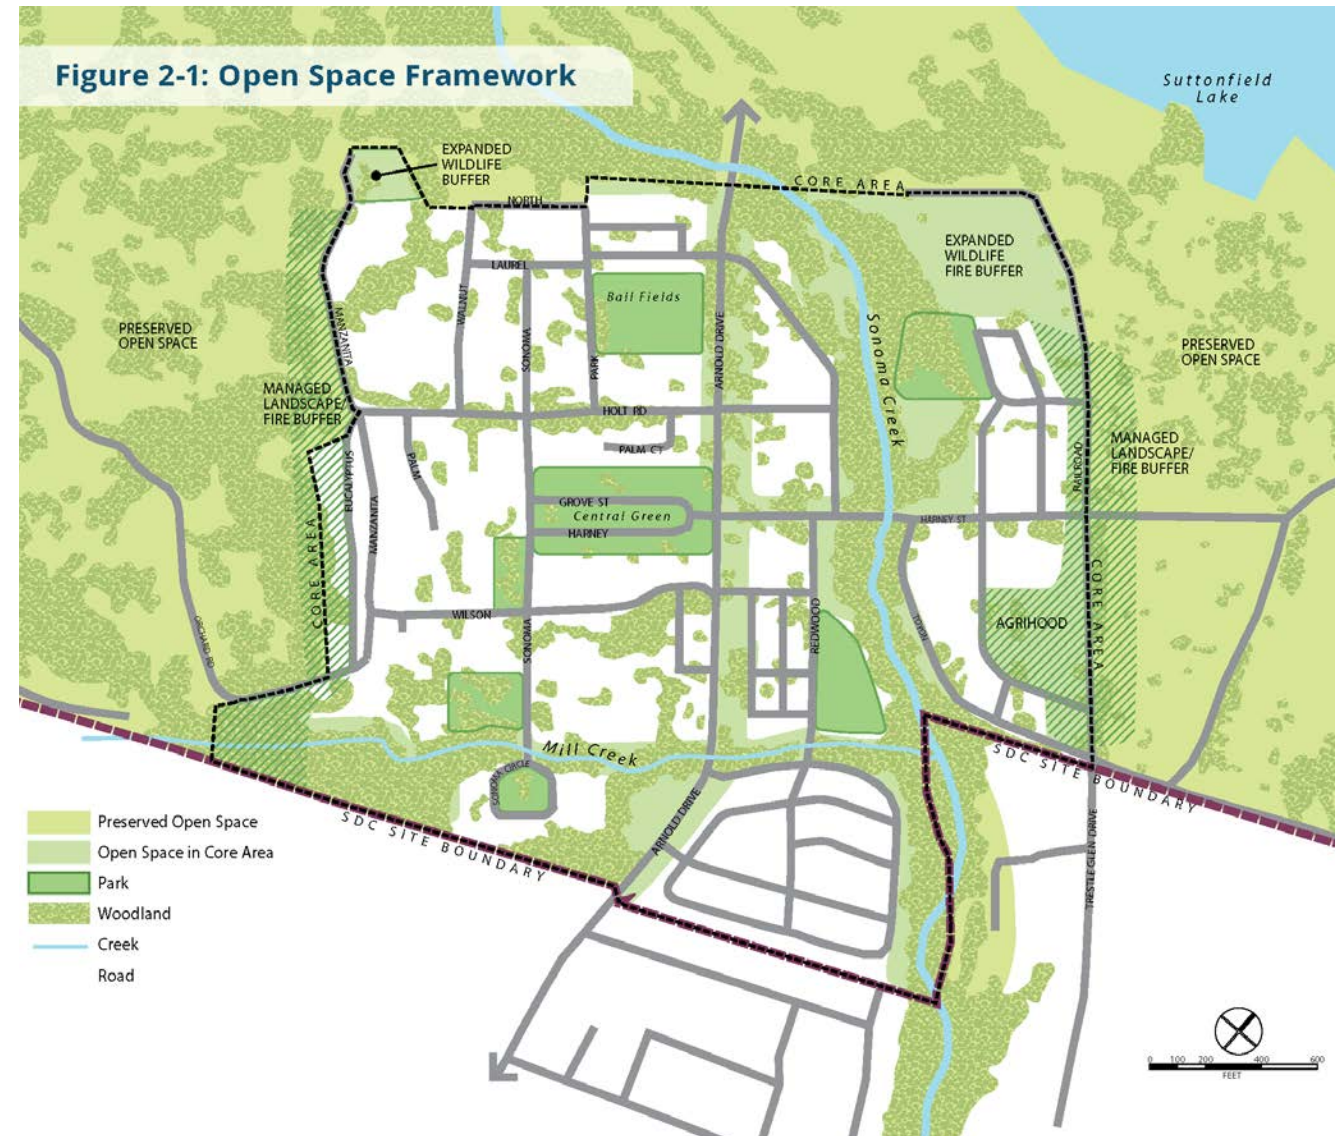 Figure 2-1: Open Space Framework
Suttonfield
Lake
EXPANDED
WILDLIFE
BUFFER
CORE AREA
NORTH
EXPANDED
WILDLIFE
FIRE BUFFER
LAUREL
Ball Fields
WALNUT
MANZANITA
SONOMA
PARK
ARNOLD DRIVE
Sonoma Creek
PRESERVED
OPEN SPACE
PRESERVED
OPEN SPACE
MANAGED
LANDSCAPE/
FIRE BUFFER
HOLT RD
PALM CT
PALM
EUCALYPTUS
MANZANITA
RAILROAD
MANAGED
LANDSCAPE/
FIRE BUFFER
GROVE ST
Central Green
HARNEY
HARNEY ST
CORE AREA
CORE AREA
ORCHARD RD
WILSON
SONOMA
REDWOOD
TOYON
AGRIHOOD
Mill Creek
SONOMA CIRCLE
ARNOLD DRIVE
SDC SITE BOUNDARY
SDC SITE BOUNDARY
TRESTLE GLEN DRIVE
Preserved Open Space
Open Space in Core Area
Park
Woodland
Creek
Road
0 100 200 400 600
FEET